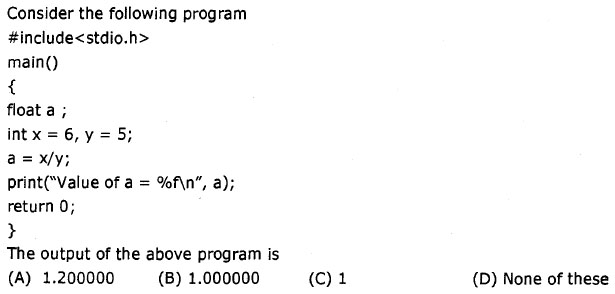 Consider the following program
#include<stdio.h>
main()
{
float a ;
int x = 6, y = 5;
a = x/y;
print("Value of a = %f\n", a);
return 0;
}
The output of the above program is
(A) 1.200000 (B) 1.000000 (C) 1 (D) None of these